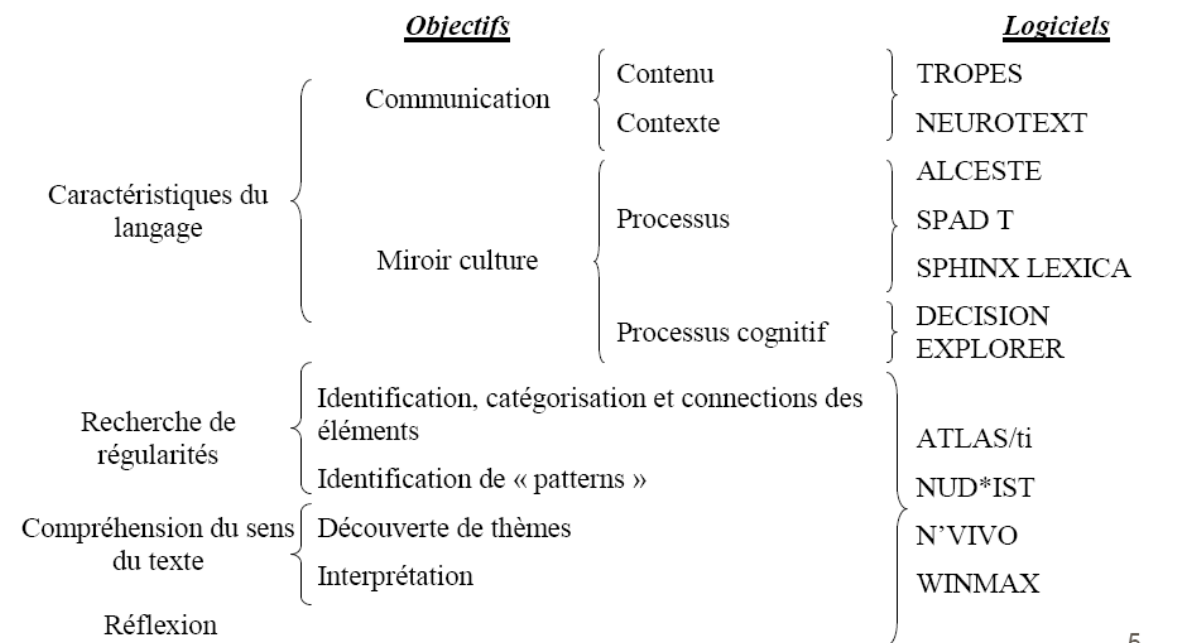 Objectifs
Logiciels
Caractéristiques du
langage
Communication
Contenu
Contexte
TROPES
NEUROTEXT
Miroir culture
Processus
ALCESTE
SPAD T
SPHINX LEXICA
Processus cognitif
DECISION
EXPLORER
Recherche de
régularités
Identification, catégorisation et connections des
éléments
Identification de « patterns »
Compréhension du sens
du texte
Découverte de thèmes
Interprétation
Réflexion
ATLAS/ti
NUD*IST
N’VIVO
WINMAX
5